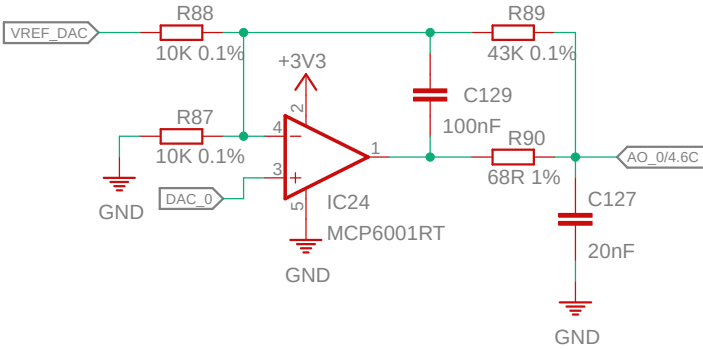 R88
R89
VREF_DAC
10K 0.1%
43K 0.1%
+3V3
C129
2
R87
100nF
4
R90
1
10K 0.1%
3
AO_0/4.6C
68R 1%
DAC_0
C127
5
IC24
GND
MCP6001RT
20nF
GND
GND